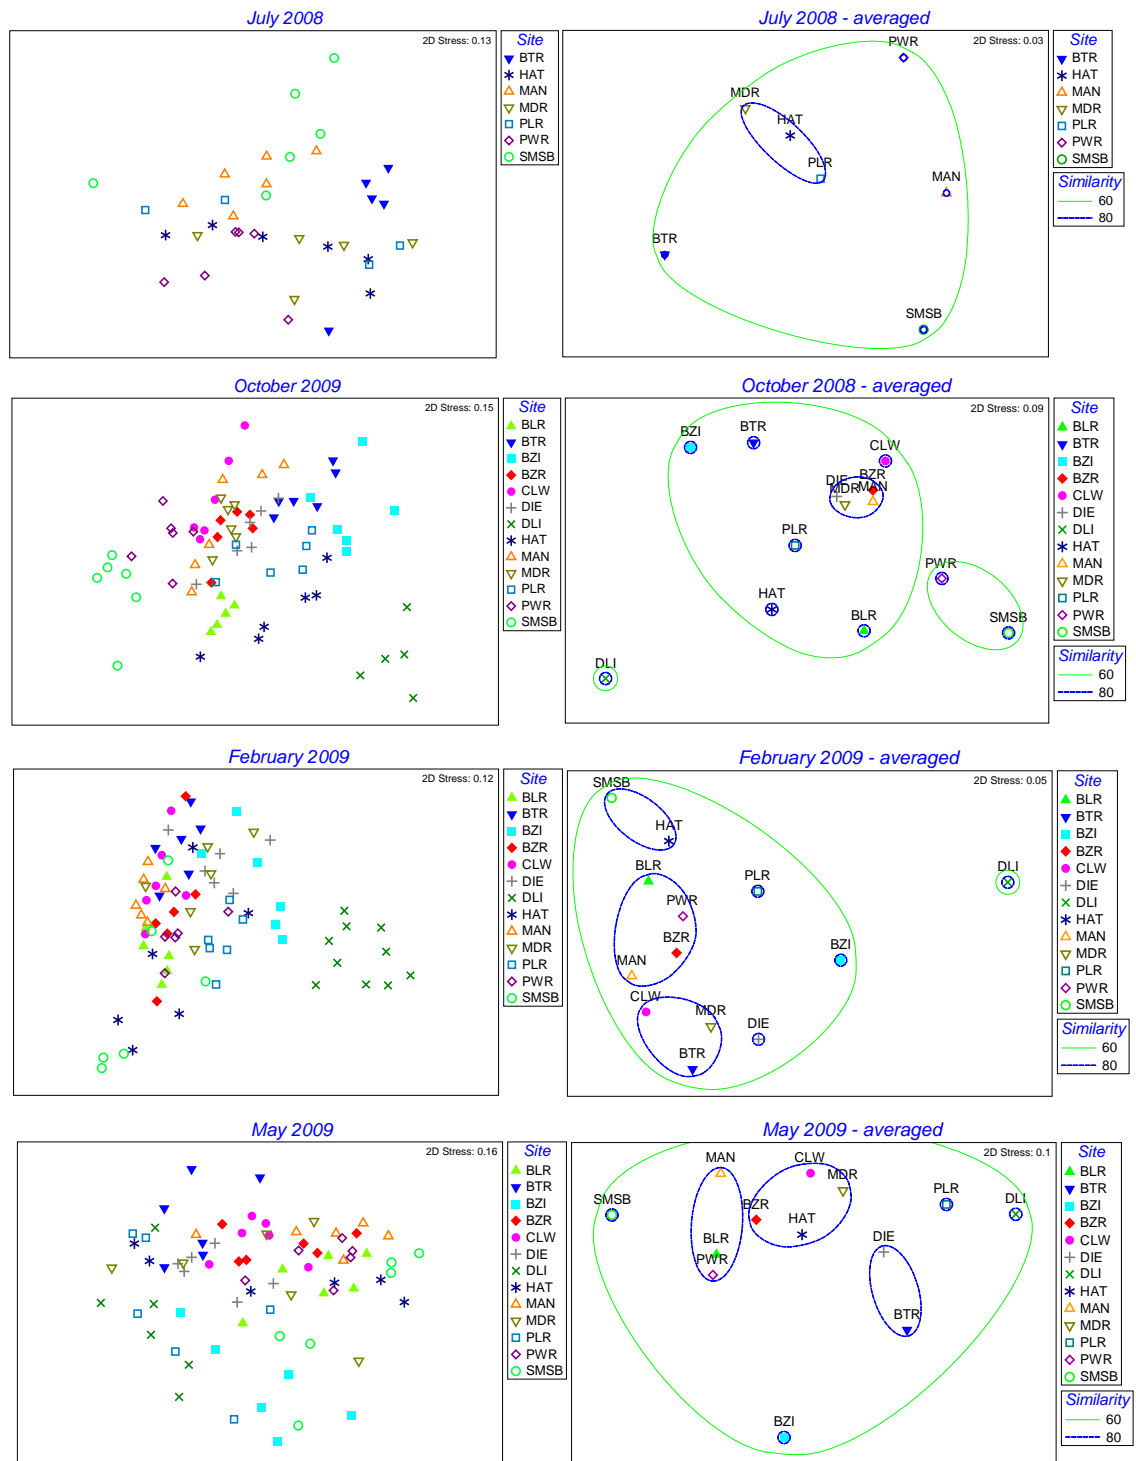 July 2008
2D Stress: 0.13
Site
BTR
HAT
MAN
MDR
PLR
PWR
SMSB
July 2008 - averaged
2D Stress: 0.03
PWR
MDR
HAT
PLR
MAN
BTR
SMSB
Site
BTR
HAT
MAN
MDR
PLR
PWR
SMSB
Similarity
60
80
October 2009
2D Stress: 0.15
Site
BLR
BTR
BZI
BZR
CLW
DIE
DLI
HAT
MAN
MDR
PLR
PWR
SMSB
October 2008 - averaged
2D Stress: 0.09
BZI
BTR
CLW
BZR
DIE
MDR
MAN
PLR
PWR
HAT
BLR
SMSB
DLI
Site
BLR
BTR
BZI
BZR
CLW
DIE
DLI
HAT
MAN
MDR
PLR
PWR
SMSB
Similarity
60
80
February 2009
2D Stress: 0.12
Site
BLR
BTR
BZI
BZR
CLW
DIE
DLI
HAT
MAN
MDR
PLR
PWR
SMSB
February 2009 - averaged
2D Stress: 0.05
SMSB
HAT
BLR
PLR
DLI
PWR
BZR
BZI
MAN
CLW
MDR
DIE
BTR
Site
BLR
BTR
BZI
BZR
CLW
DIE
DLI
HAT
MAN
MDR
PLR
PWR
SMSB
Similarity
60
80
May 2009
2D Stress: 0.16
Site
BLR
BTR
BZI
BZR
CLW
DIE
DLI
HAT
MAN
MDR
PLR
PWR
SMSB
May 2009 - averaged
2D Stress: 0.1
MAN
CLW
MDR
SMSB
BZR
PLR
DLI
HAT
BLR
DIE
PWR
BTR
BZI
Site
BLR
BTR
BZI
BZR
CLW
DIE
DLI
HAT
MAN
MDR
PLR
PWR
SMSB
Similarity
60
80